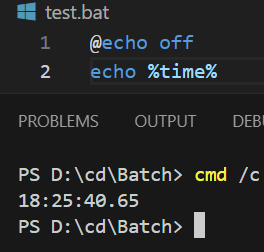 test.bat
1 @echo off
2 echo %time%
PROBLEMS OUTPUT DEB
PS D:\cd\Batch> cmd /c
18:25:40.65
PS D:\cd\Batch>